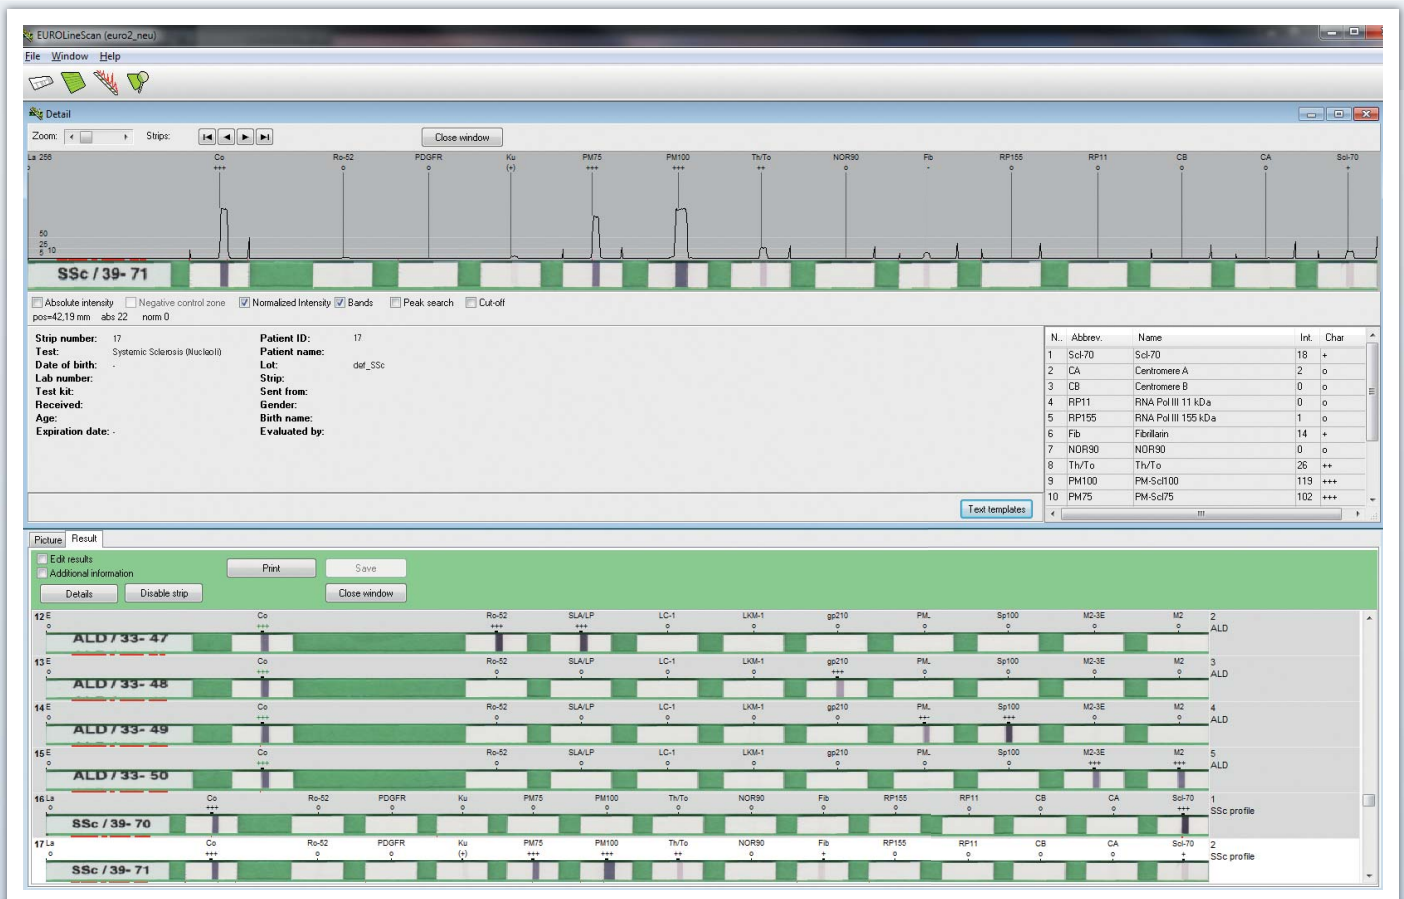 EUROLineScan (euro2_neu)
File Window Help
Detail
Zoom: Strips: Close window
La 256 Co Ro-52 PDGFR Ku PM75 PM100 Th/To NOR90 Fib RP155 RP11 CB CA Scl-70
+++ o o (+) +++ +++ ++ o - o o o o +
50
25
5 10
SSc / 39- 71
Absolute intensity Negative control zone Normalized Intensity Bands Peak search Cut-off
pos=42,19 mm abs 22 norm 0
Strip number: 17 Patient ID: 17
Test: Systemic Sclerosis (Nucleoli) Patient name:
Date of birth: - Lot: def_SSc
Lab number: Strip:
Test kit: Sent from:
Received: Gender:
Age: Birth name:
Expiration date: - Evaluated by:
N.. Abbrev. Name Int. Char
1 Scl-70 Scl-70 18 +
2 CA Centromere A 2 o
3 CB Centromere B 0 o
4 RP11 RNA Pol III 11 kDa 0 o
5 RP155 RNA Pol III 155 kDa 1 o
6 Fib Fibrillarin 14 +
7 NOR90 NOR90 0 o
8 Th/To Th/To 26 ++
9 PM100 PM-Scl100 119 +++
10 PM75 PM-Scl75 102 +++
Text templates
Picture Result
Edit results
Additional information
Print Save
Details Disable strip Close window
12 E Co Ro-52 SLA/LP LC-1 LKM-1 gp210 PML Sp100 M2-3E M2 2
o +++ +++ +++ o o o o o o o ALD
ALD / 33- 47
13 E Co Ro-52 SLA/LP LC-1 LKM-1 gp210 PML Sp100 M2-3E M2 3
o +++ o o o o +++ o o o o ALD
ALD / 33- 48
14 E Co Ro-52 SLA/LP LC-1 LKM-1 gp210 PML Sp100 M2-3E M2 4
o +++ o o o o o +++ +++ o o ALD
ALD / 33- 49
15 E Co Ro-52 SLA/LP LC-1 LKM-1 gp210 PML Sp100 M2-3E M2 5
o +++ o o o o o o o +++ +++ ALD
ALD / 33- 50
16 La Co Ro-52 PDGFR Ku PM75 PM100 Th/To NOR90 Fib RP155 RP11 CB CA Scl-70 1
o +++ o o o o o o o o o o o o +++ SSc profile
SSc / 39- 70
17 La Co Ro-52 PDGFR Ku PM75 PM100 Th/To NOR90 Fib RP155 RP11 CB CA Scl-70 2
o +++ o o (+) +++ +++ ++ o + o o o o + SSc profile
SSc / 39- 71